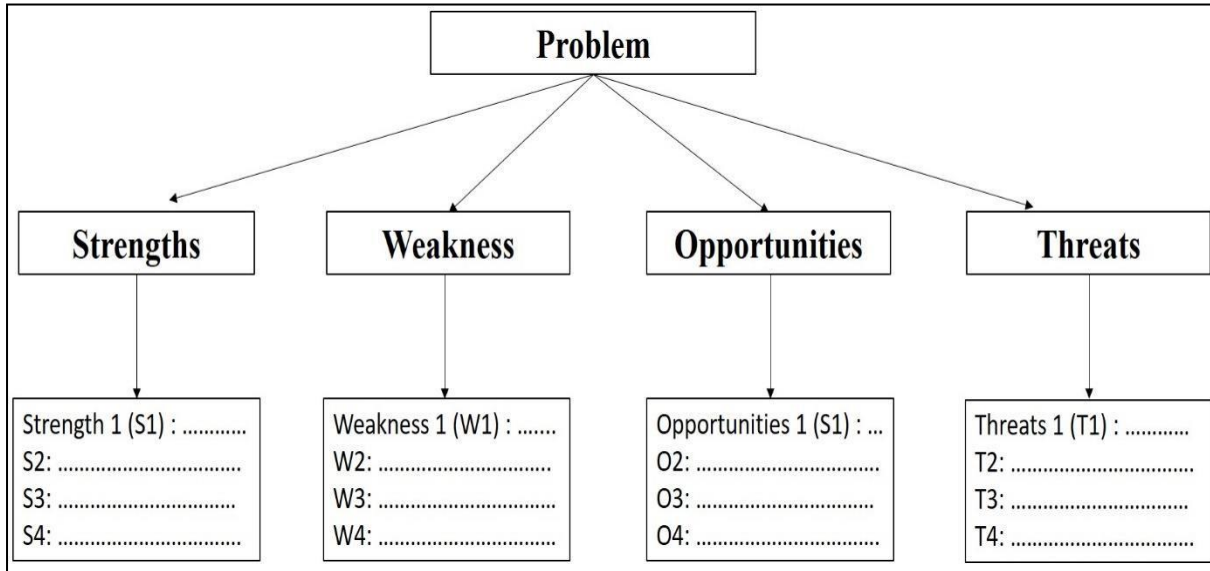 Problem
Strengths
Weakness
Opportunities
Threats
Strength 1 (S1) : ............
S2: ......................................
S3: .....................................
S4: ......................................
Weakness 1 (W1) : .......
W2: ....................................
W3: .....................................
W4: .....................................
Opportunities 1 (S1) : ...
O2: ......................................
O3: .....................................
O4: ......................................
Threats 1 (T1) : .............
T2: ......................................
T3: .....................................
T4: ......................................